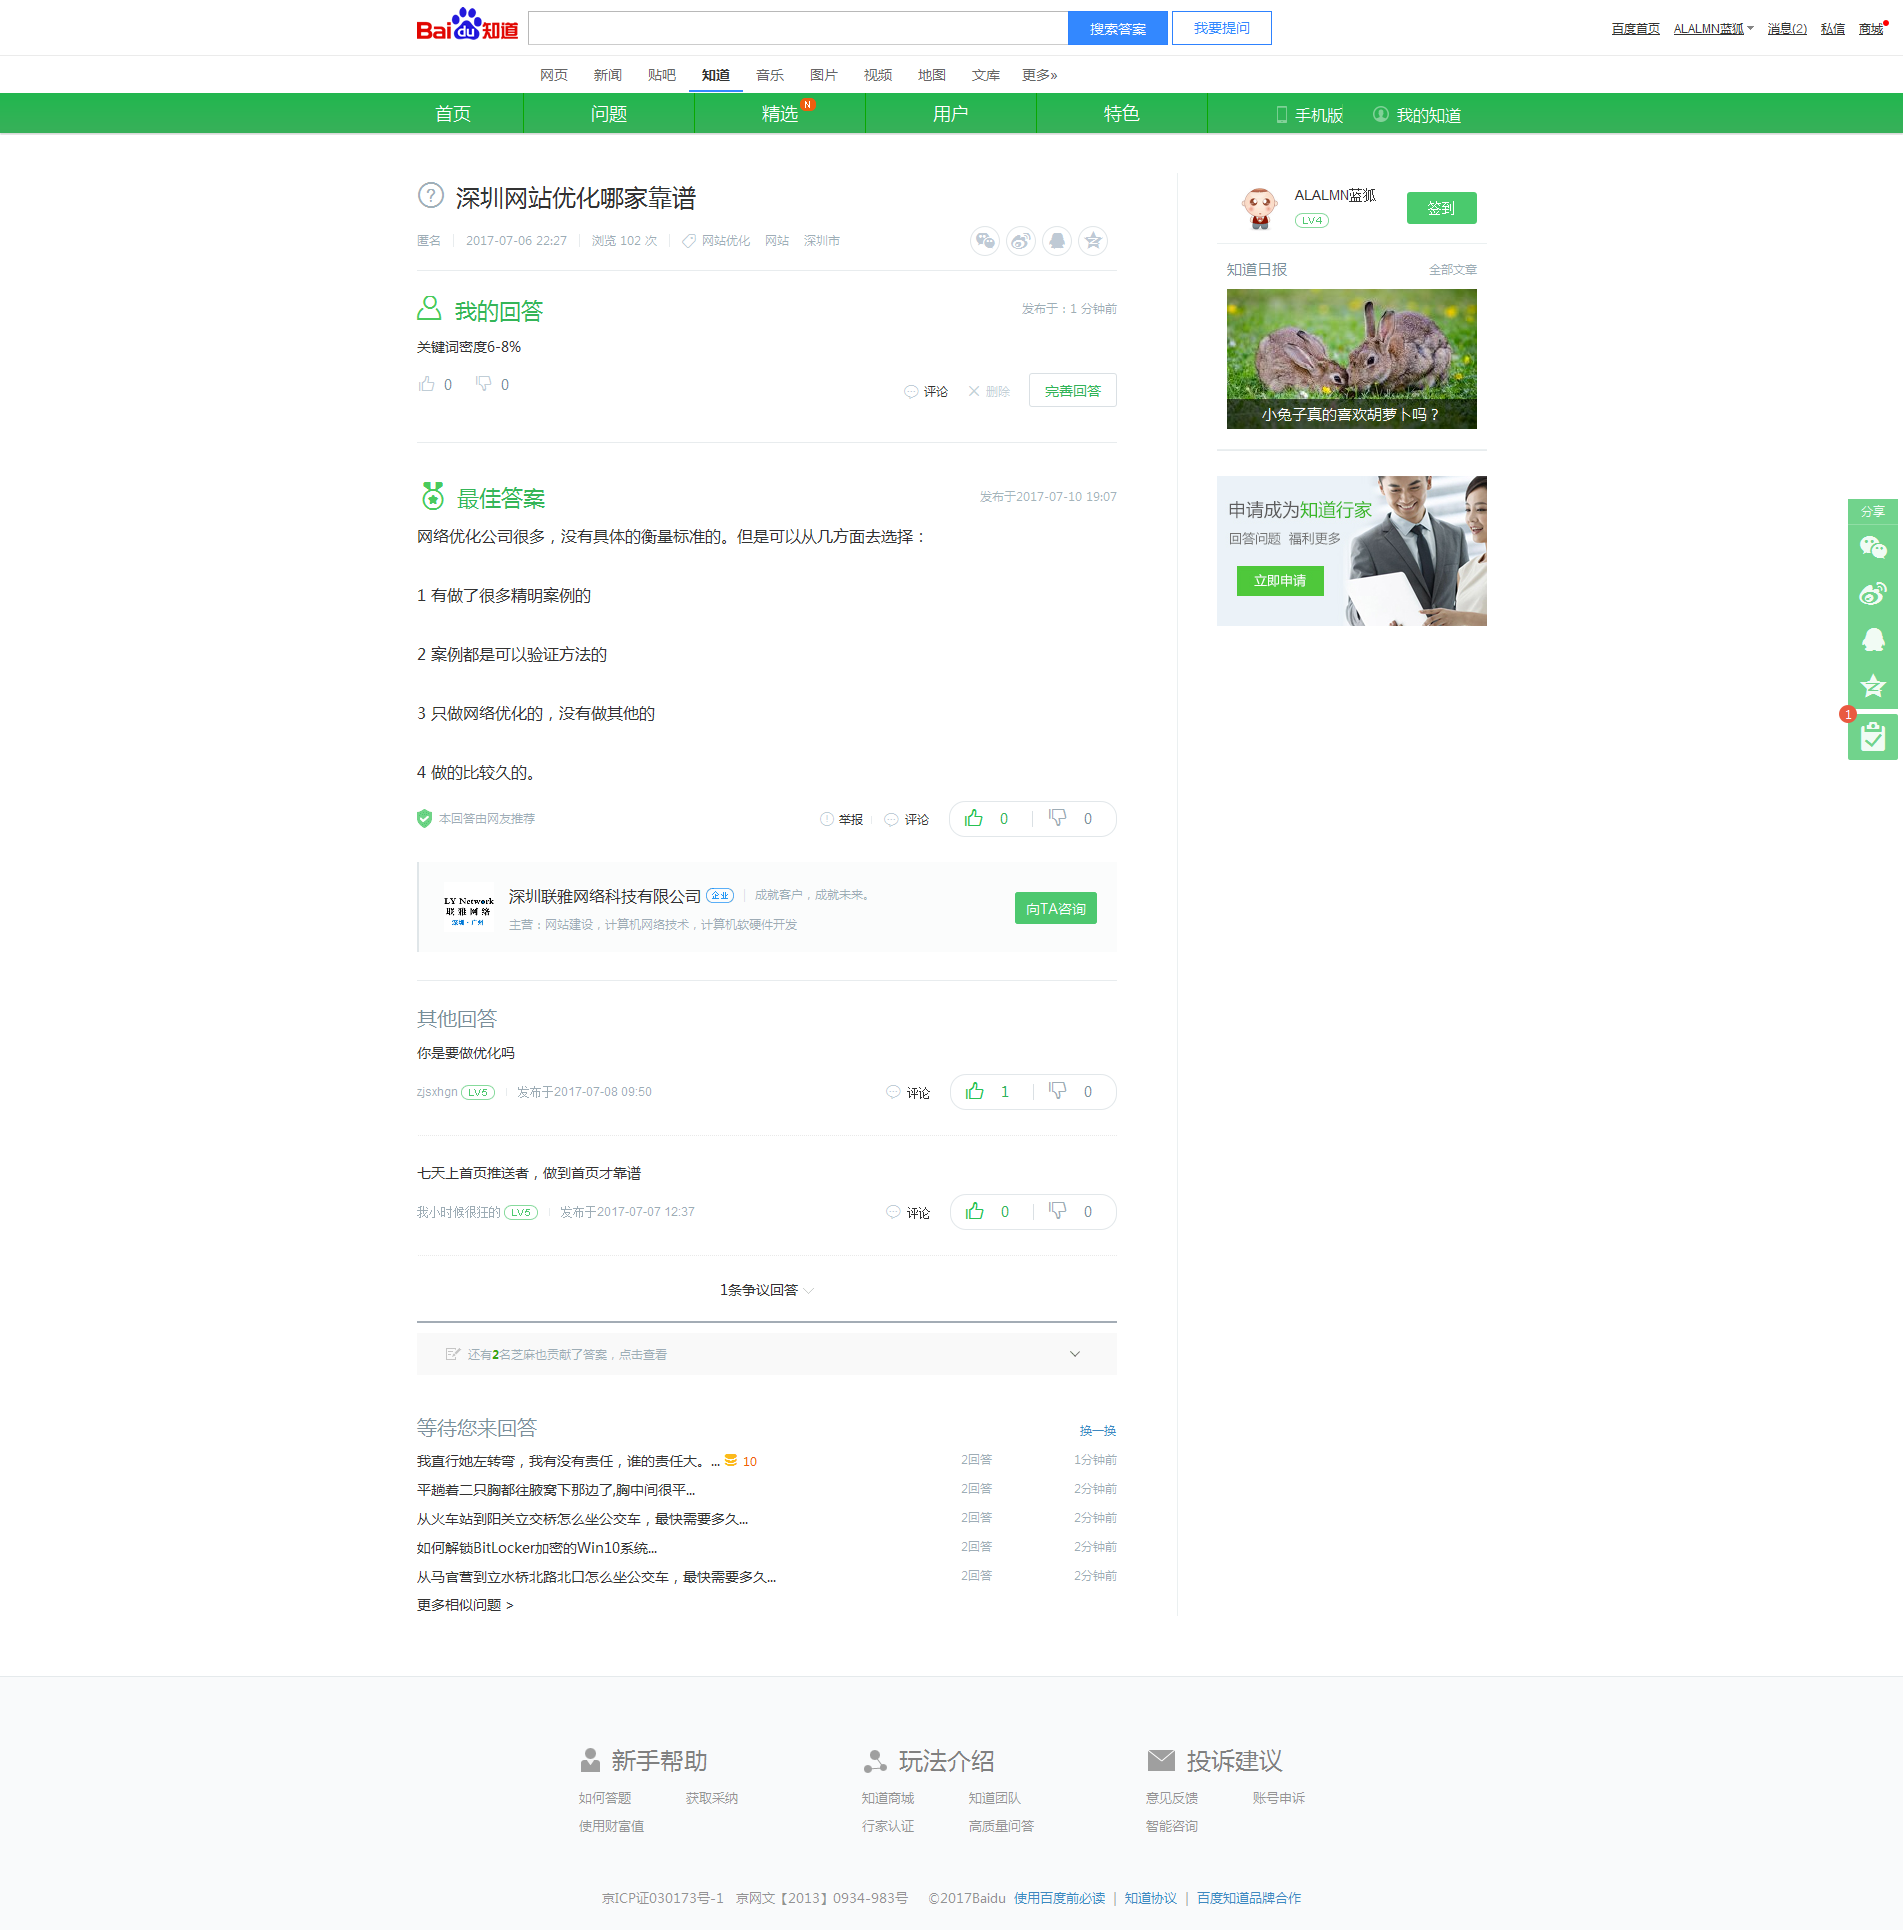 Bai du 知道
搜索答案
我要提问
百度首页 ALALMN蓝狐 消息(2) 私信 商城
网页 新闻 贴吧 知道 音乐 图片 视频 地图 文库 更多»
首页 问题 精选 N 用户 特色 手机版 我的知道
深圳网站优化哪家靠谱
匿名 2017-07-06 22:27 浏览 102 次 网站优化 网站 深圳市
我的回答 发布于：1 分钟前
关键词密度6-8%
0 0
评论 删除 完善回答
最佳答案 发布于2017-07-10 19:07
网络优化公司很多，没有具体的衡量标准的。但是可以从几方面去选择：
1 有做了很多精明案例的
2 案例都是可以验证方法的
3 只做网络优化的，没有做其他的
4 做的比较久的。
本回答由网友推荐 举报 评论 0 0
LY Network
联雅网络
深圳·广州
深圳联雅网络科技有限公司 企业 成就客户，成就未来。
主营：网站建设，计算机网络技术，计算机软硬件开发
向TA咨询
其他回答
你是要做优化吗
zjsxhgn LV5 发布于2017-07-08 09:50 评论 1 0
七天上首页推送者，做到首页才靠谱
我小时候很狂的 LV5 发布于2017-07-07 12:37 评论 0 0
1条争议回答
还有2名芝麻也贡献了答案，点击查看
等待您来回答 换一换
我直行她左转弯，我有没有责任，谁的责任大。... 10 2回答 1分钟前
平趟着二只胸都往腋窝下那边了,胸中间很平... 2回答 2分钟前
从火车站到阳关立交桥怎么坐公交车，最快需要多久... 2回答 2分钟前
如何解锁BitLocker加密的Win10系统... 2回答 2分钟前
从马官营到立水桥北路北口怎么坐公交车，最快需要多久... 2回答 2分钟前
更多相似问题 >
ALALMN蓝狐
LV4
签到
知道日报 全部文章
小兔子真的喜欢胡萝卜吗？
申请成为知道行家
回答问题 福利更多
立即申请
分享
1
新手帮助
如何答题 获取采纳
使用财富值
玩法介绍
知道商城 知道团队
行家认证 高质量问答
投诉建议
意见反馈 账号申诉
智能咨询
京ICP证030173号-1 京网文【2013】0934-983号 ©2017Baidu 使用百度前必读 | 知道协议 | 百度知道品牌合作